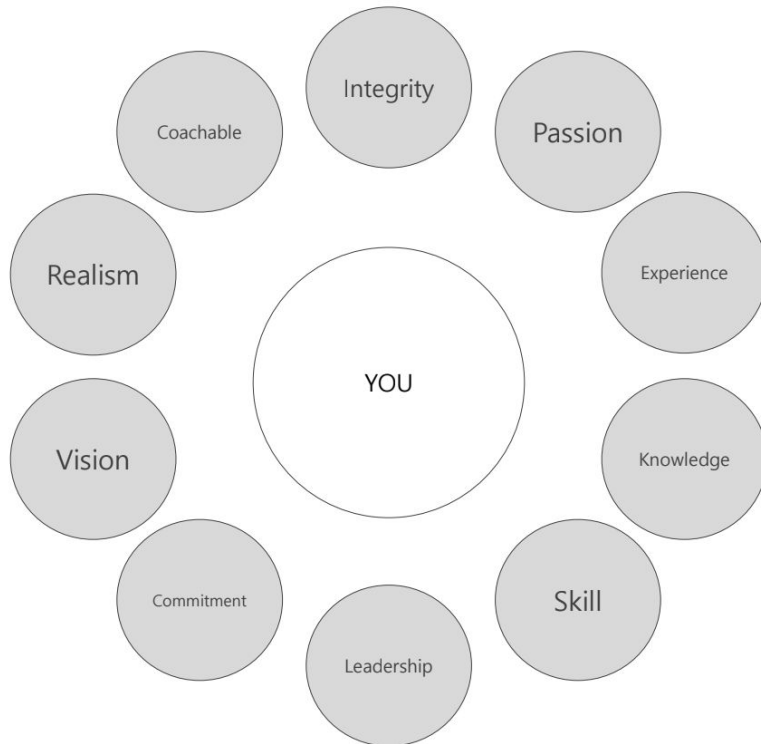 Integrity
Coachable
Passion
Realism
Experience
YOU
Vision
Knowledge
Commitment
Skill
Leadership